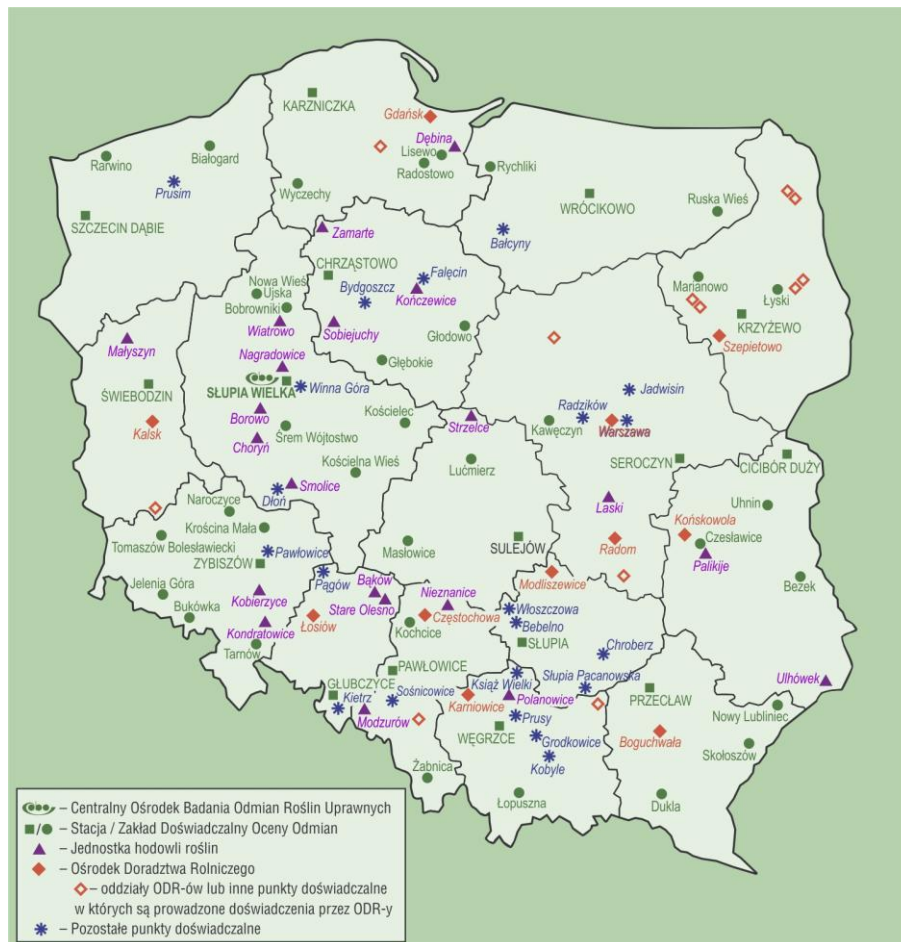 KARZNICZKA
Gdańsk
Dębina
Lisewo
Radostowo
Rarwino
Białogard
Prusim
Wyczechy
Rychliki
WRÓCIKOWO
Ruska Wieś
SZCZECIN DĄBIE
Zamarte
Bałcyny
CHRZĄSTOWO
Falęcin
Bydgoszcz
Kończewice
Nowa Wieś
Ujska
Bobrowniki
Marianowo
Łyski
KRZYŻEWO
Wiatrowo
Sobiejuchy
Głodowo
Szepietowo
Małyszyn
Nagradowice
Głębokie
ŚWIEBODZIN
SŁUPIA WIELKA
Winna Góra
Jadwisin
Borowo
Kościelec
Radzików
Kalsk
Śrem Wójtostwo
Strzelce
Kawęczyn
Warszawa
Choryń
SEROCZYN
CICIBÓR DUŻY
Kościelna Wieś
Lućmierz
Smolice
Dłoń
Laski
Uhnin
Naroczyce
Końskowola
Krościna Mała
Tomaszów Bolesławiecki
Pawłowice
ZYBISZÓW
Masłowice
SULEJÓW
Radom
Czesławice
Palikije
Jelenia Góra
Pagów
Bąków
Modliszewice
Bezek
Kobierzyce
Stare Olesno
Nieznanice
Bukówka
Włoszczowa
Kondratowice
Łosiów
Częstochowa
Kochcice
Bebelno
Tarnów
SŁUPIA
Chroberz
PAWŁOWICE
Słupia Pacanowska
Ulhówek
GŁUBCZYCE
Książ Wielki
Sośnicowice
Kietrz
Karniowice
Polanowice
PRZECŁAW
Modzurów
Prusy
Nowy Lubliniec
WĘGRZCE
Grodkowice
Boguchwała
Skołoszów
Kobyle
Żabnica
Łopuszna
Dukla
– Centralny Ośrodek Badania Odmian Roślin Uprawnych
/ – Stacja / Zakład Doświadczalny Oceny Odmian
– Jednostka hodowli roślin
– Ośrodek Doradztwa Rolniczego
– oddziały ODR-ów lub inne punkty doświadczalne
w których są prowadzone doświadczenia przez ODR-y
– Pozostałe punkty doświadczalne